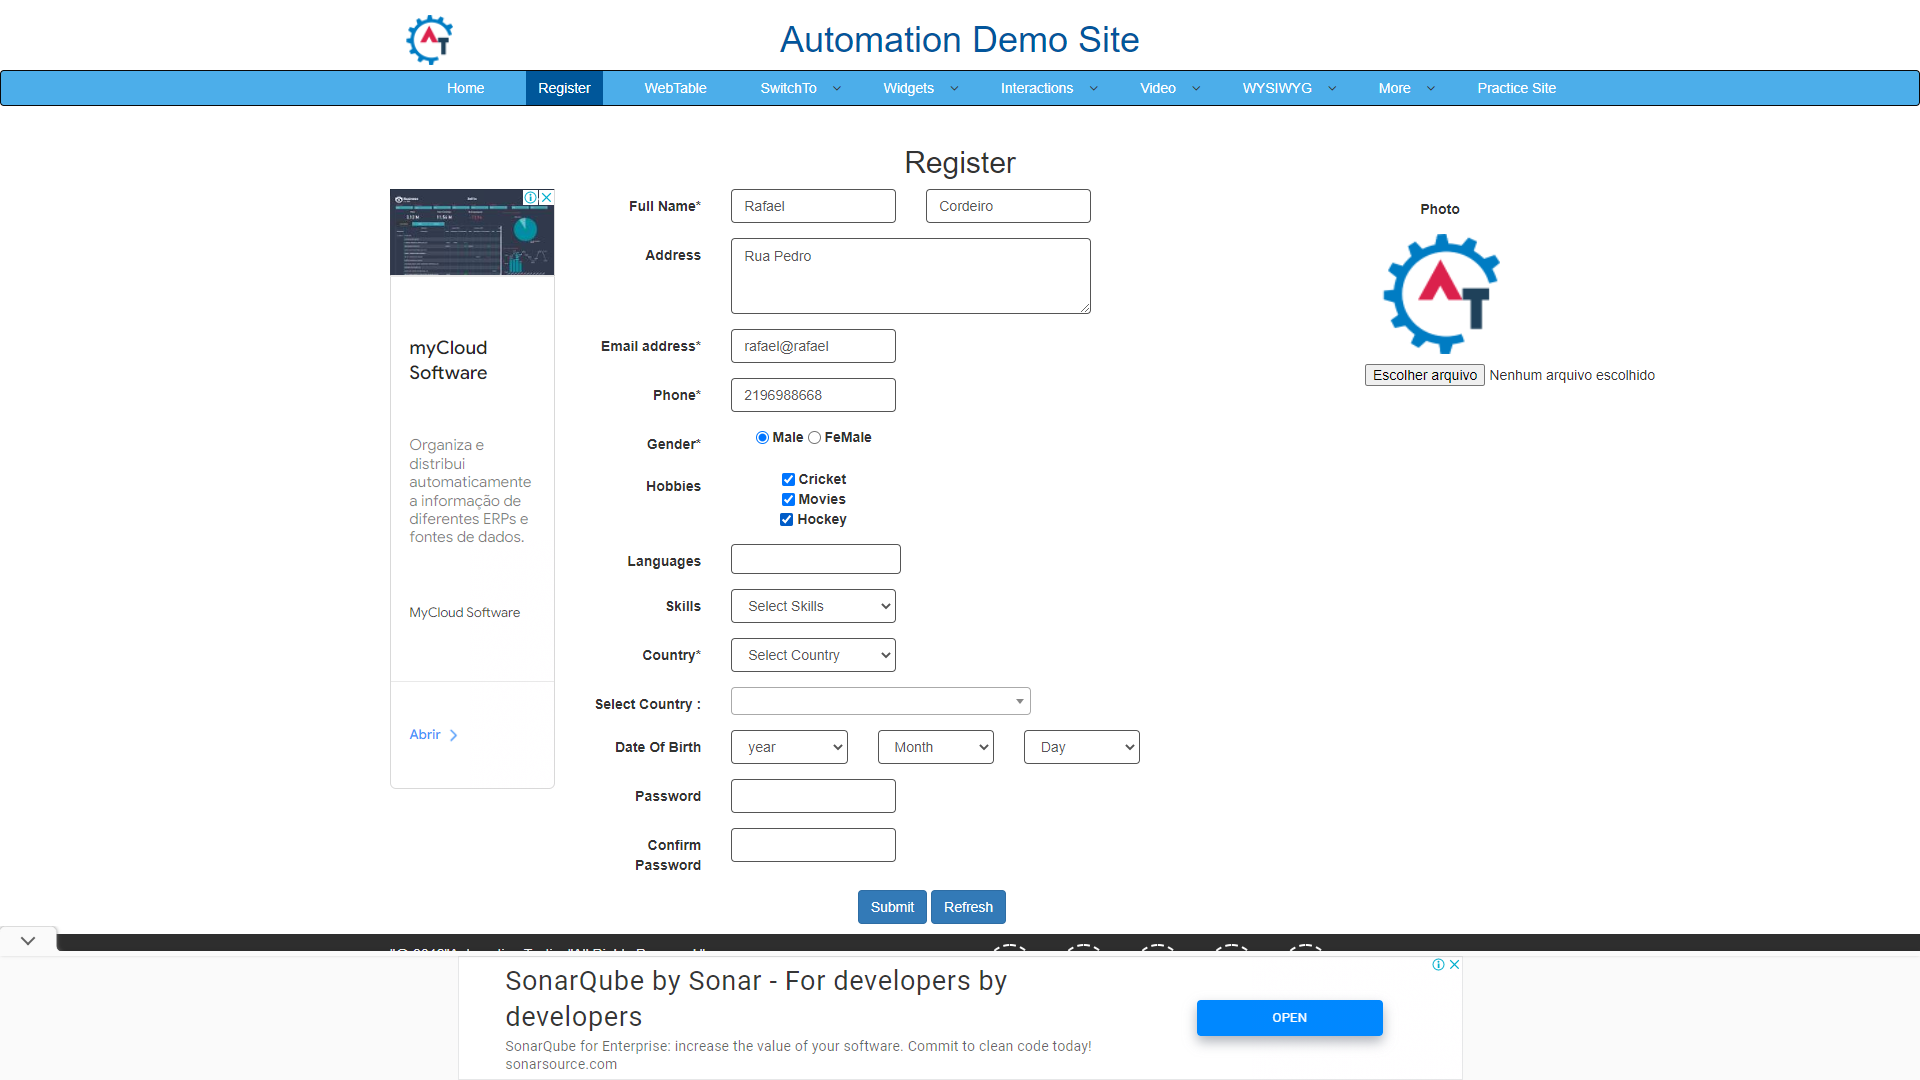 Automation Demo Site
Home Register WebTable SwitchTo Widgets Interactions Video WYSIWYG More Practice Site
Register
Full Name* Rafael Cordeiro
Photo
Address Rua Pedro
myCloud
Software
Email address* rafael@rafael
Escolher arquivo Nenhum arquivo escolhido
Phone* 2196988668
Gender* Male FeMale
Organiza e
distribui
automaticamente
a informação de
diferentes ERPs e
fontes de dados.
Hobbies Cricket
Movies
Hockey
Languages
Skills Select Skills
MyCloud Software
Country* Select Country
Select Country :
Abrir
Date Of Birth year Month Day
Password
Confirm
Password
Submit Refresh
SonarQube by Sonar - For developers by
developers
OPEN
SonarQube for Enterprise: increase the value of your software. Commit to clean code today!
sonarsource.com